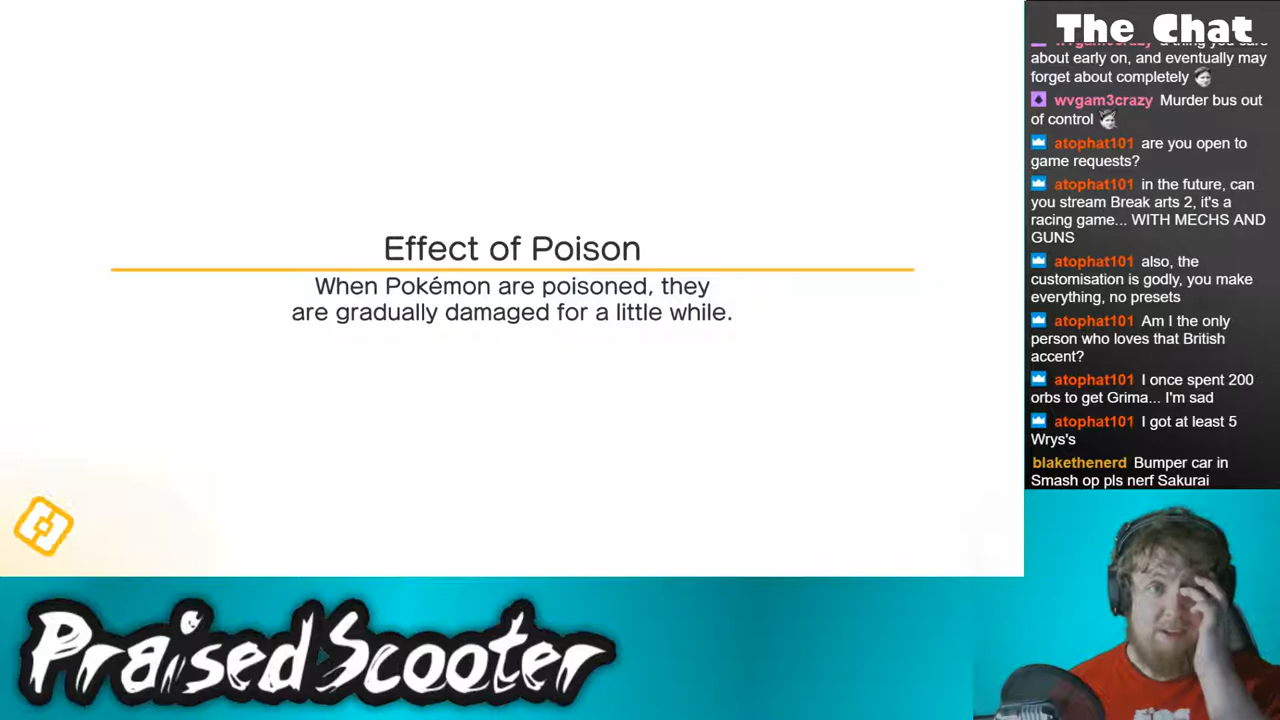 Effect of Poison
When Pokémon are poisoned, they
are gradually damaged for a little while.
The Chat
about early on, and eventually may
forget about completely
wvgam3crazy Murder bus out
of control
atophat101 are you open to
game requests?
atophat101 in the future, can
you stream Break arts 2, it's a
racing game... WITH MECHS AND
GUNS
atophat101 also, the
customisation is godly, you make
everything, no presets
atophat101 Am I the only
person who loves that British
accent?
atophat101 I once spent 200
orbs to get Grima... I'm sad
atophat101 I got at least 5
Wrys's
blakethenerd Bumper car in
Smash op pls nerf Sakurai
PraisedScooter